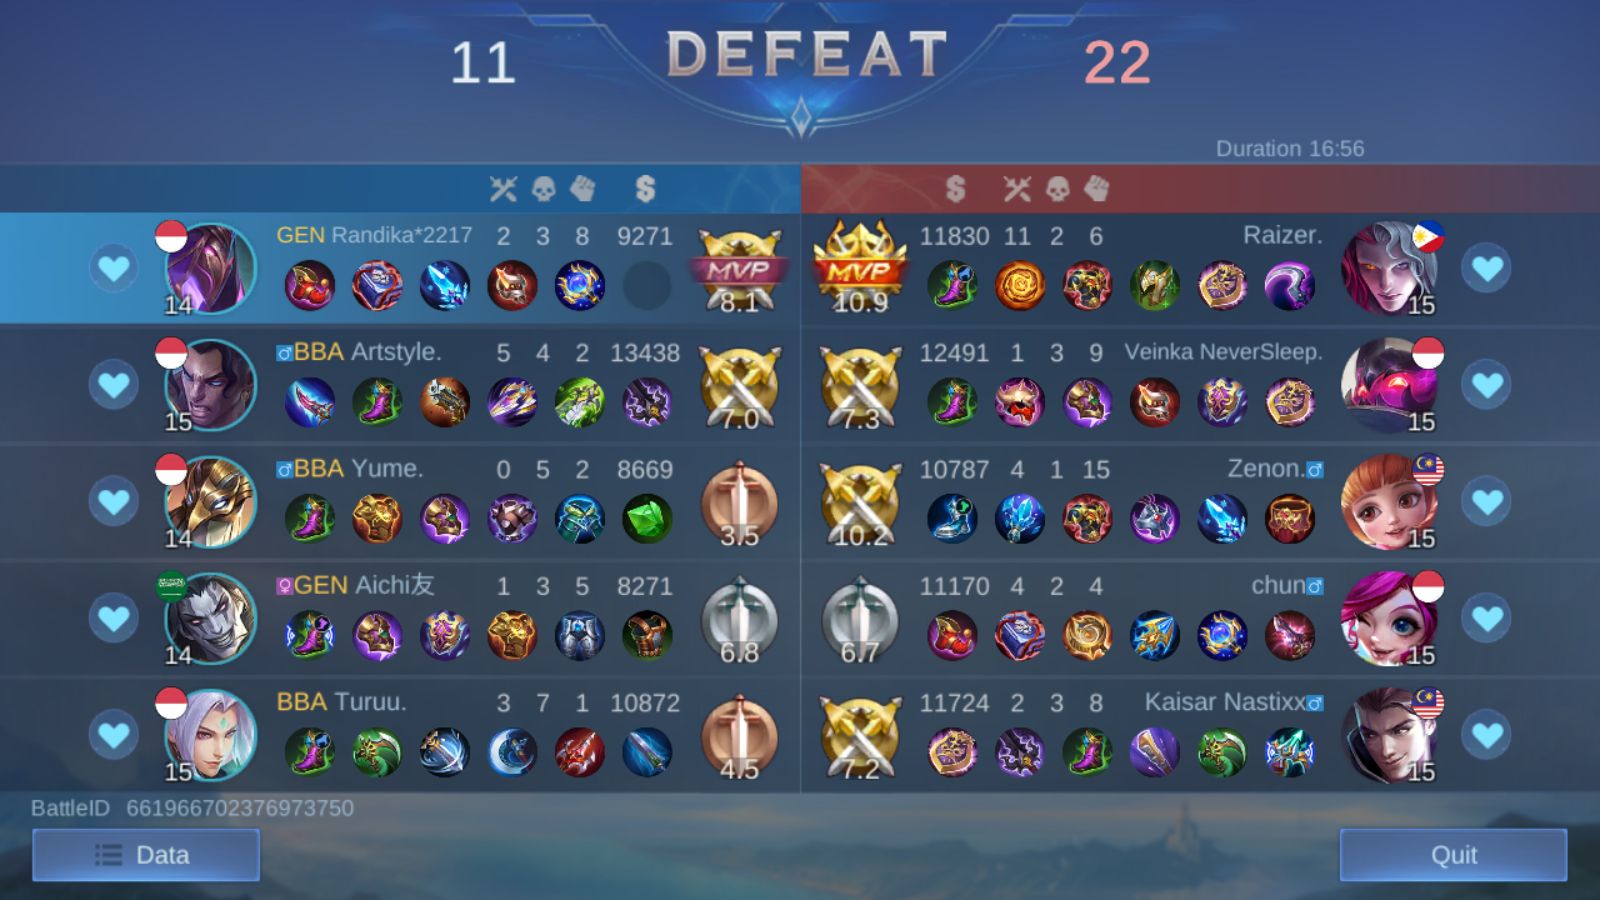 11 DEFEAT 22
Duration 16:56
GEN Randika*2217 2 3 8 9271 MVP 8.1 14
MVP 10.9 11830 11 2 6 Raizer. 15
BBA Artstyle. 5 4 2 13438 7.0 15
7.3 12491 1 3 9 Veinka NeverSleep. 15
BBA Yume. 0 5 2 8669 3.5 14
10.2 10787 4 1 15 Zenon. 15
GEN Aichi友 1 3 5 8271 6.8 14
6.7 11170 4 2 4 chun 15
BBA Turuu. 3 7 1 10872 4.5 15
7.2 11724 2 3 8 Kaisar Nastixx 15
BattleID 661966702376973750
Data
Quit